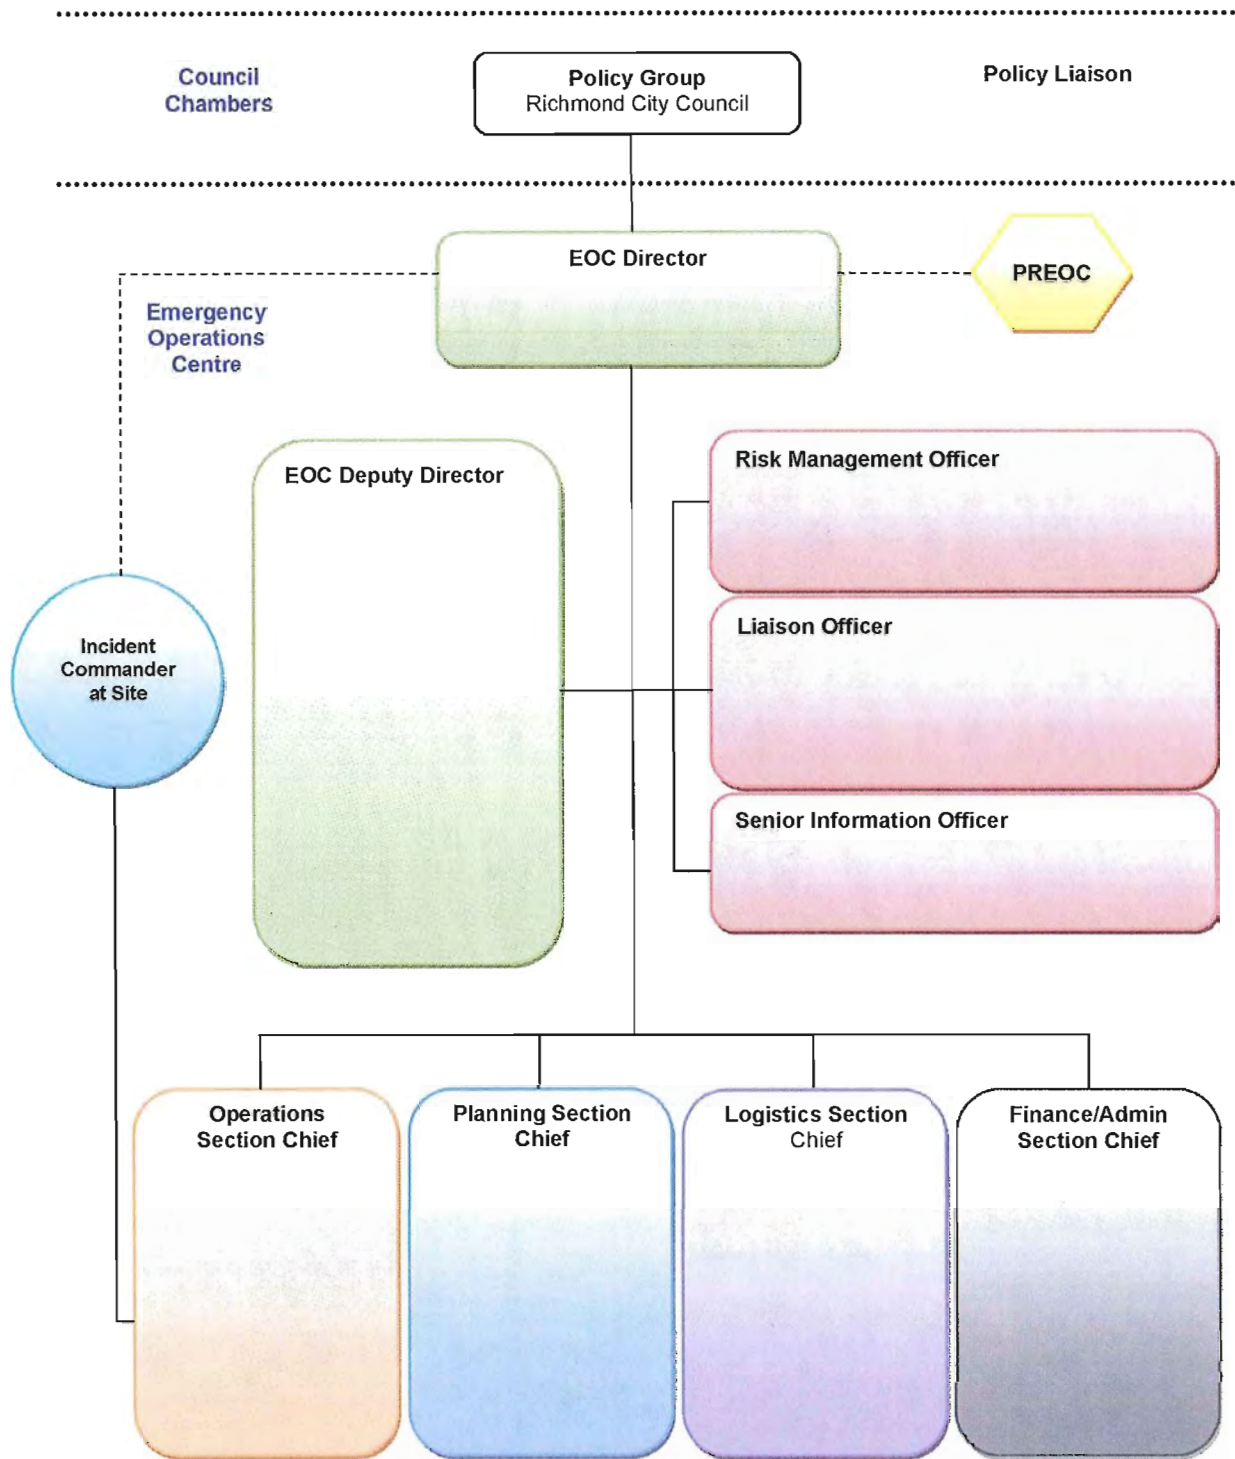 Council
Chambers
Policy Group
Richmond City Council
Policy Liaison
EOC Director
PREOC
Emergency
Operations
Centre
EOC Deputy Director
Risk Management Officer
Incident
Commander
at Site
Liaison Officer
Senior Information Officer
Operations
Section Chief
Planning Section
Chief
Logistics Section
Chief
Finance/Admin
Section Chief